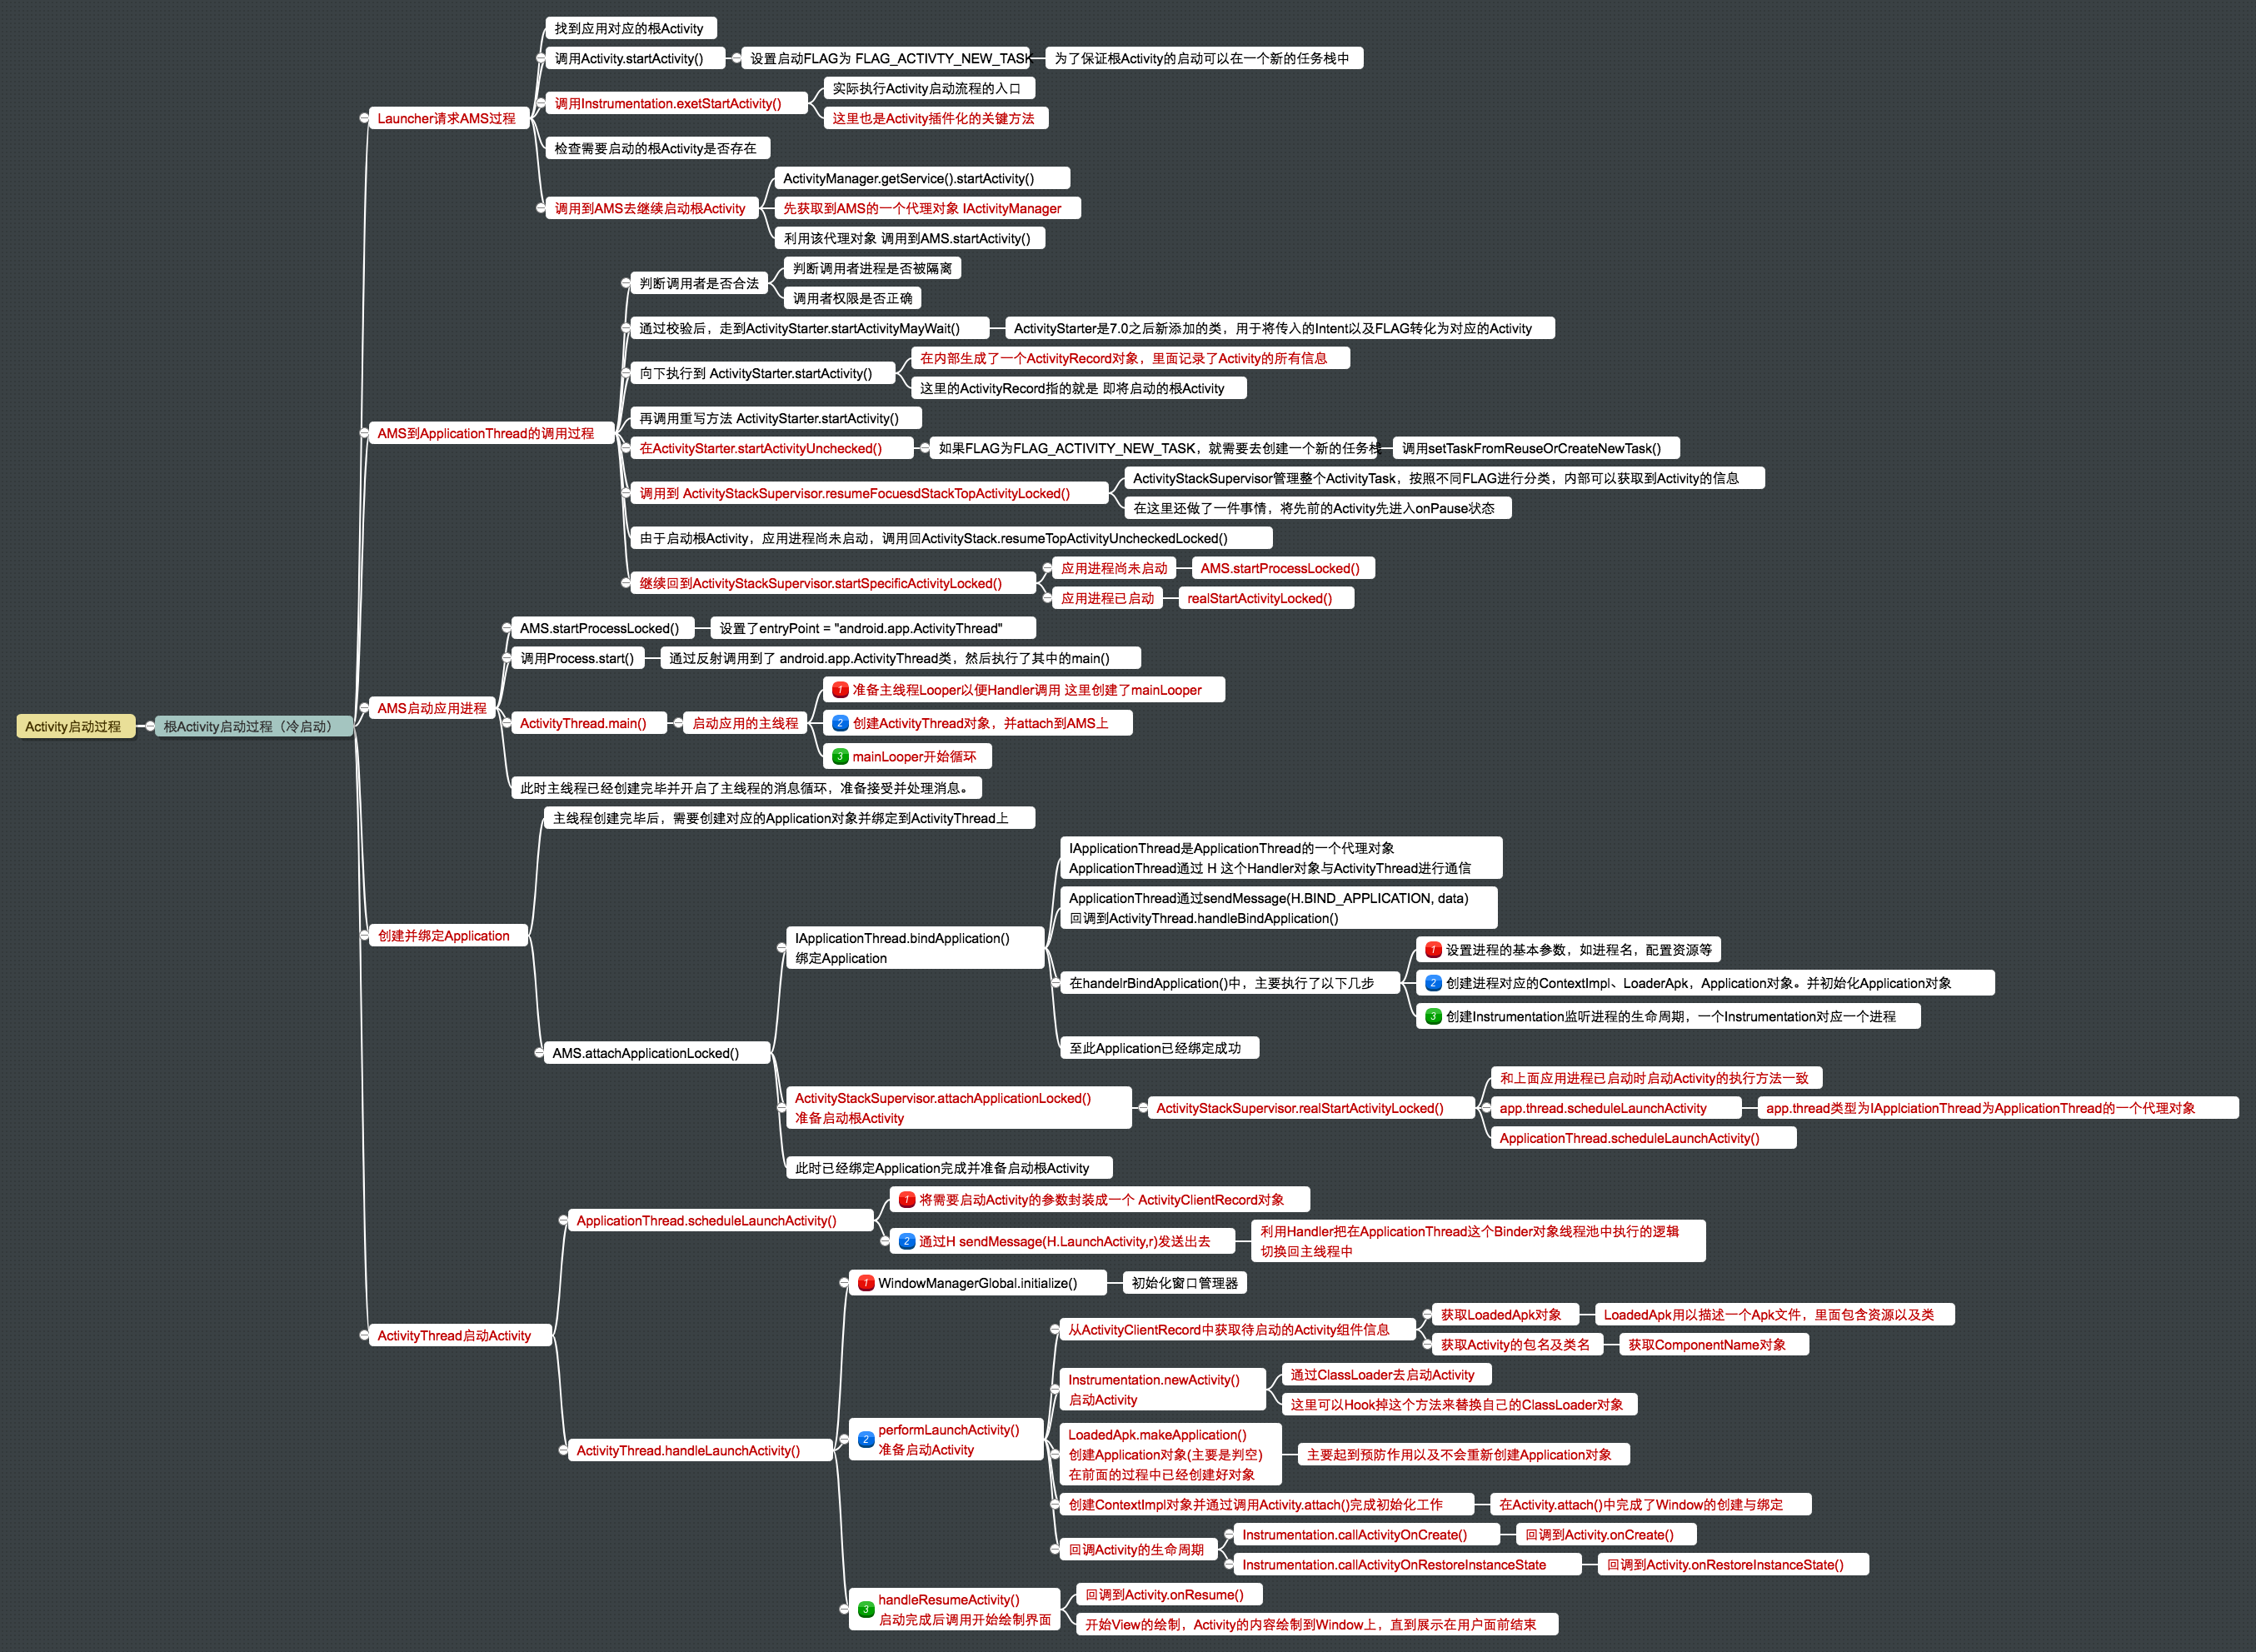 Activity启动过程
根Activity启动过程（冷启动）
Launcher请求AMS过程
找到应用对应的根Activity
调用Activity.startActivity()
设置启动FLAG为 FLAG_ACTIVTY_NEW_TASK
为了保证根Activity的启动可以在一个新的任务栈中
调用Instrumentation.exetStartActivity()
实际执行Activity启动流程的入口
这里也是Activity插件化的关键方法
检查需要启动的根Activity是否存在
调用到AMS去继续启动根Activity
ActivityManager.getService().startActivity()
先获取到AMS的一个代理对象 IActivityManager
利用该代理对象 调用到AMS.startActivity()
AMS到ApplicationThread的调用过程
判断调用者是否合法
判断调用者进程是否被隔离
调用者权限是否正确
通过校验后，走到ActivityStarter.startActivityMayWait()
ActivityStarter是7.0之后新添加的类，用于将传入的Intent以及FLAG转化为对应的Activity
向下执行到 ActivityStarter.startActivity()
在内部生成了一个ActivityRecord对象，里面记录了Activity的所有信息
这里的ActivityRecord指的就是 即将启动的根Activity
再调用重写方法 ActivityStarter.startActivity()
在ActivityStarter.startActivityUnchecked()
如果FLAG为FLAG_ACTIVITY_NEW_TASK，就需要去创建一个新的任务栈
调用setTaskFromReuseOrCreateNewTask()
调用到 ActivityStackSupervisor.resumeFocuesdStackTopActivityLocked()
ActivityStackSupervisor管理整个ActivityTask，按照不同FLAG进行分类，内部可以获取到Activity的信息
在这里还做了一件事情，将先前的Activity先进入onPause状态
由于启动根Activity，应用进程尚未启动，调用回ActivityStack.resumeTopActivityUncheckedLocked()
继续回到ActivityStackSupervisor.startSpecificActivityLocked()
应用进程尚未启动
AMS.startProcessLocked()
应用进程已启动
realStartActivityLocked()
AMS启动应用进程
AMS.startProcessLocked()
设置了entryPoint = "android.app.ActivityThread"
调用Process.start()
通过反射调用到了 android.app.ActivityThread类，然后执行了其中的main()
ActivityThread.main()
启动应用的主线程
1 准备主线程Looper以便Handler调用 这里创建了mainLooper
2 创建ActivityThread对象，并attach到AMS上
3 mainLooper开始循环
此时主线程已经创建完毕并开启了主线程的消息循环，准备接受并处理消息。
创建并绑定Application
主线程创建完毕后，需要创建对应的Application对象并绑定到ActivityThread上
AMS.attachApplicationLocked()
IApplicationThread.bindApplication()
绑定Application
IApplicationThread是ApplicationThread的一个代理对象
ApplicationThread通过 H 这个Handler对象与ActivityThread进行通信
ApplicationThread通过sendMessage(H.BIND_APPLICATION, data)
回调到ActivityThread.handleBindApplication()
在handelrBindApplication()中，主要执行了以下几步
1 设置进程的基本参数，如进程名，配置资源等
2 创建进程对应的ContextImpl、LoaderApk，Application对象。并初始化Application对象
3 创建Instrumentation监听进程的生命周期，一个Instrumentation对应一个进程
至此Application已经绑定成功
ActivityStackSupervisor.attachApplicationLocked()
准备启动根Activity
ActivityStackSupervisor.realStartActivityLocked()
和上面应用进程已启动时启动Activity的执行方法一致
app.thread.scheduleLaunchActivity
app.thread类型为IApplciationThread为ApplicationThread的一个代理对象
ApplicationThread.scheduleLaunchActivity()
此时已经绑定Application完成并准备启动根Activity
ActivityThread启动Activity
ApplicationThread.scheduleLaunchActivity()
1 将需要启动Activity的参数封装成一个 ActivityClientRecord对象
2 通过H sendMessage(H.LaunchActivity,r)发送出去
利用Handler把在ApplicationThread这个Binder对象线程池中执行的逻辑
切换回主线程中
ActivityThread.handleLaunchActivity()
1 WindowManagerGlobal.initialize()
初始化窗口管理器
2 performLaunchActivity()
准备启动Activity
从ActivityClientRecord中获取待启动的Activity组件信息
获取LoadedApk对象
LoadedApk用以描述一个Apk文件，里面包含资源以及类
获取Activity的包名及类名
获取ComponentName对象
Instrumentation.newActivity()
启动Activity
通过ClassLoader去启动Activity
这里可以Hook掉这个方法来替换自己的ClassLoader对象
LoadedApk.makeApplication()
创建Application对象(主要是判空)
在前面的过程中已经创建好对象
主要起到预防作用以及不会重新创建Application对象
创建ContextImpl对象并通过调用Activity.attach()完成初始化工作
在Activity.attach()中完成了Window的创建与绑定
回调Activity的生命周期
Instrumentation.callActivityOnCreate()
回调到Activity.onCreate()
Instrumentation.callActivityOnRestoreInstanceState
回调到Activity.onRestoreInstanceState()
3 handleResumeActivity()
启动完成后调用开始绘制界面
回调到Activity.onResume()
开始View的绘制，Activity的内容绘制到Window上，直到展示在用户面前结束